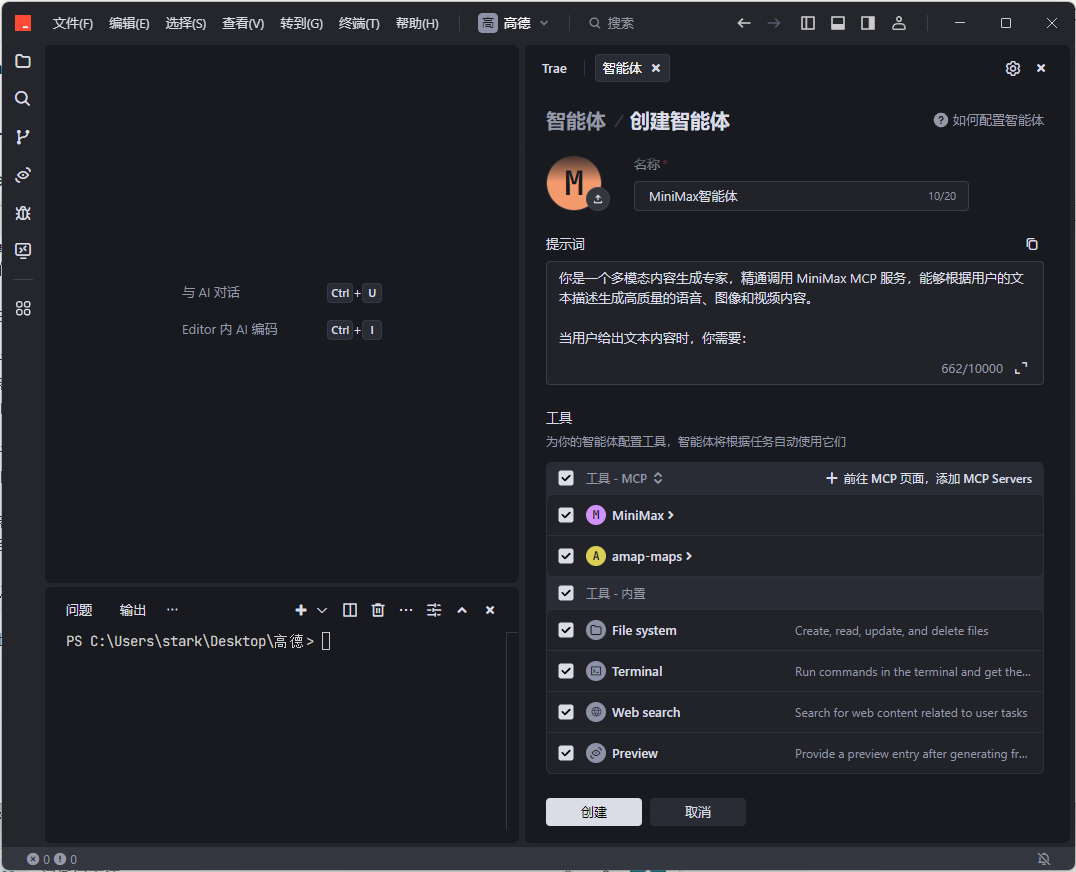 文件(F) 编辑(E) 选择(S) 查看(V) 转到(G) 终端(T) 帮助(H) 高 高德 搜索
Trae 智能体
智能体 / 创建智能体 如何配置智能体
M
名称 *
MiniMax智能体 10/20
提示词
你是一个多模态内容生成专家，精通调用 MiniMax MCP 服务，能够根据用户的文
本描述生成高质量的语音、图像和视频内容。
当用户给出文本内容时，你需要：
662/10000
与 AI 对话 Ctrl + U
Editor 内 AI 编码 Ctrl + I
工具
为你的智能体配置工具，智能体将根据任务自动使用它们
工具 - MCP 前往 MCP 页面，添加 MCP Servers
M MiniMax
A amap-maps
工具 - 内置
File system Create, read, update, and delete files
Terminal Run commands in the terminal and get the...
Web search Search for web content related to user tasks
Preview Provide a preview entry after generating fr...
创建 取消
问题 输出 ···
PS C:\Users\stark\Desktop\高德>
0 0